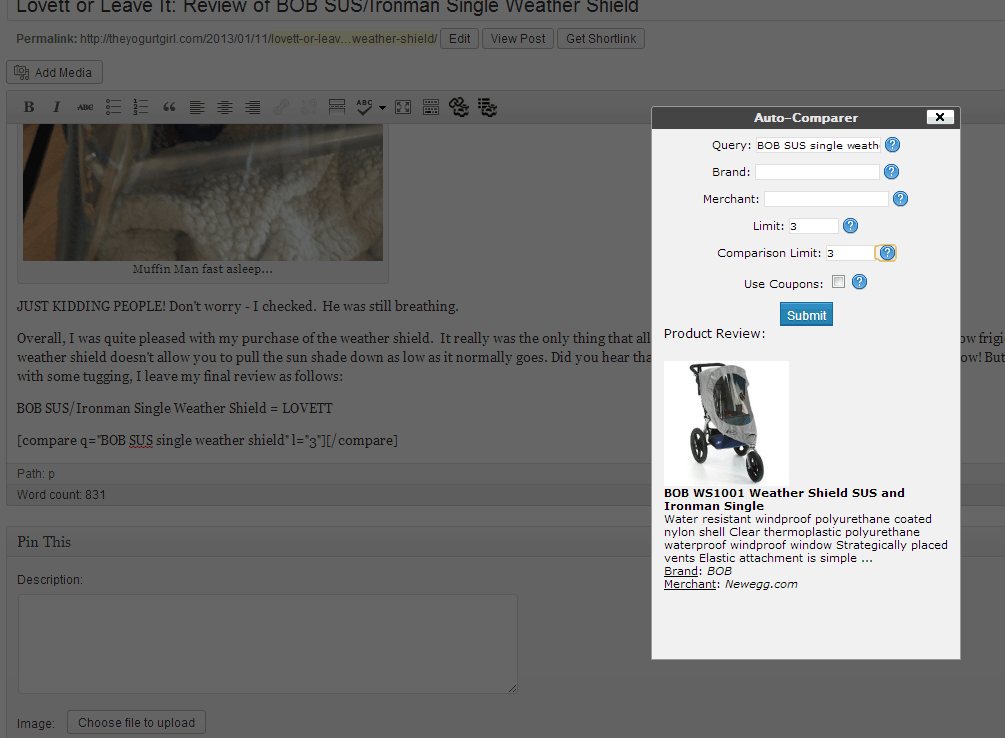 Lovett or Leave It: Review of BOB SUS/Ironman Single Weather Shield
Permalink: http://theyogurtgirl.com/2013/01/11/lovett-or-leav…weather-shield/ Edit View Post Get Shortlink
Add Media
B I ABC ABC
Muffin Man fast asleep...
JUST KIDDING PEOPLE! Don't worry - I checked. He was still breathing.
Overall, I was quite pleased with my purchase of the weather shield. It really was the only thing that all ow frigi
weather shield doesn't allow you to pull the sun shade down as low as it normally goes. Did you hear tha ow! But
with some tugging, I leave my final review as follows:
BOB SUS/Ironman Single Weather Shield = LOVETT
[compare q="BOB SUS single weather shield" l="3"][/compare]
Path: p
Word count: 831
Pin This
Description:
Image: Choose file to upload
Auto-Comparer
Query: BOB SUS single weath ?
Brand: ?
Merchant: ?
Limit: 3 ?
Comparison Limit: 3 ?
Use Coupons: ?
Submit
Product Review:
BOB WS1001 Weather Shield SUS and
Ironman Single
Water resistant windproof polyurethane coated
nylon shell Clear thermoplastic polyurethane
waterproof windproof window Strategically placed
vents Elastic attachment is simple ...
Brand: BOB
Merchant: Newegg.com